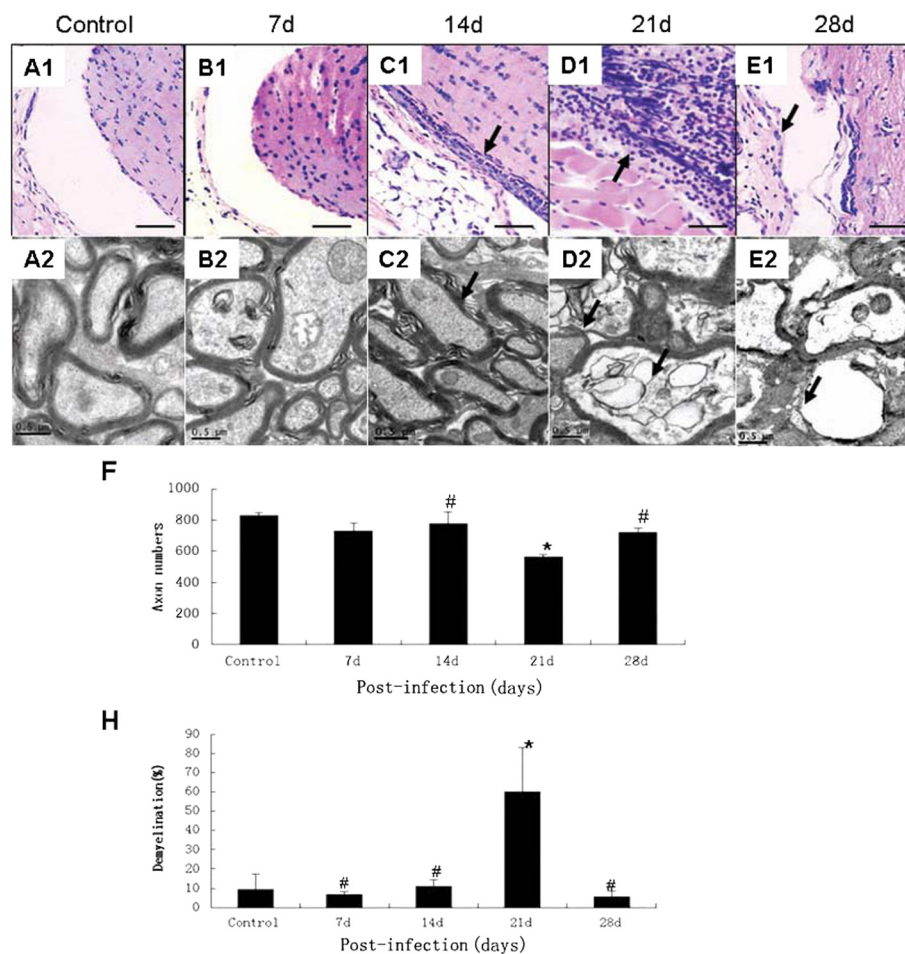 Control 7d 14d 21d 28d
A1 B1 C1 D1 E1
A2 B2 C2 D2 E2
0.5 μm 0.5 μm 0.5 μm 0.5 μm 0.5 μm
F
1000
800
600
400
200
0
Axon numbers
# * #
Control 7d 14d 21d 28d
Post-infection (days)
H
90
80
70
60
50
40
30
20
10
0
Demyelination(%)
# # * #
Control 7d 14d 21d 28d
Post-infection (days)